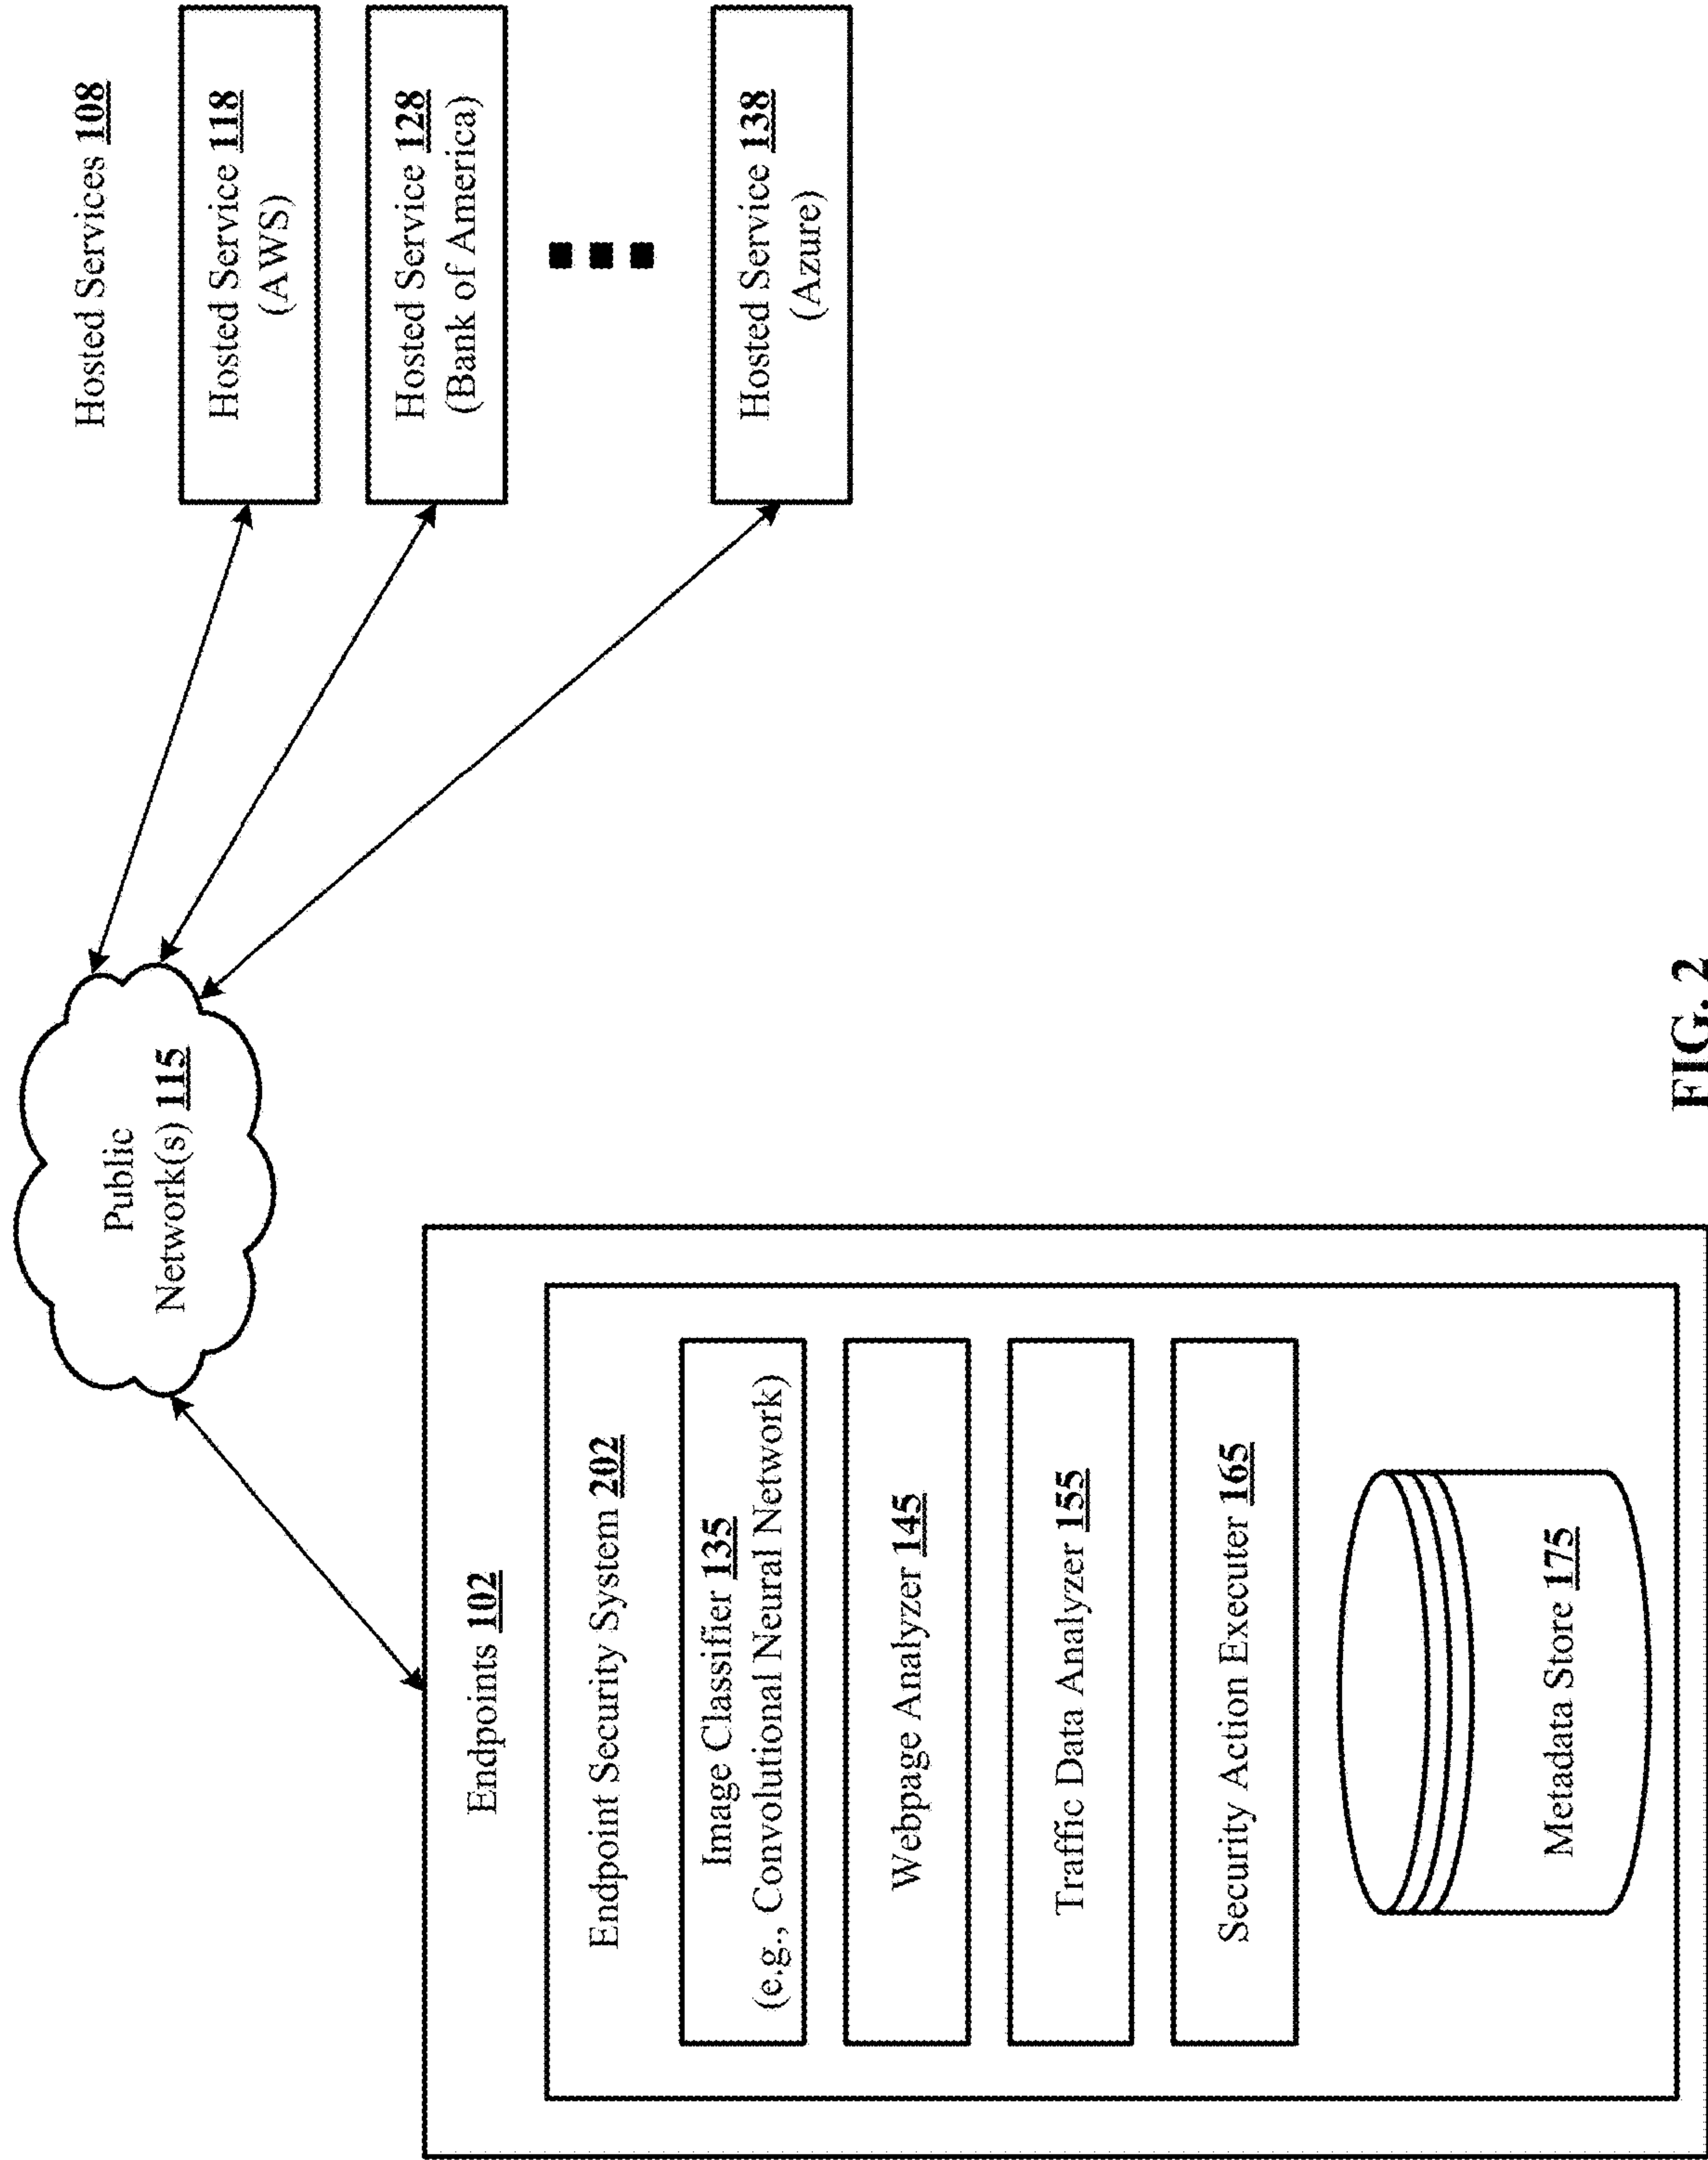 Hosted Services 108
Hosted Service 118
(AWS)
Hosted Service 128
(Bank of America)
Hosted Service 138
(Azure)
Public
Network(s) 115
Endpoints 102
Endpoint Security System 202
Image Classifier 135
(e.g., Convolutional Neural Network)
Webpage Analyzer 145
Traffic Data Analyzer 155
Security Action Executer 165
Metadata Store 175
FIG. 2